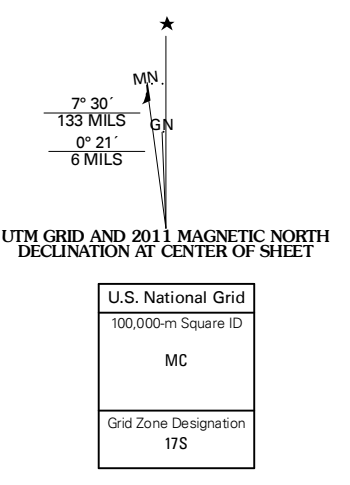 ★
MN.
7° 30´
133 MILS
GN
0° 21´
6 MILS
UTM GRID AND 2011 MAGNETIC NORTH
DECLINATION AT CENTER OF SHEET
U.S. National Grid
100,000-m Square ID
MC
Grid Zone Designation
17S